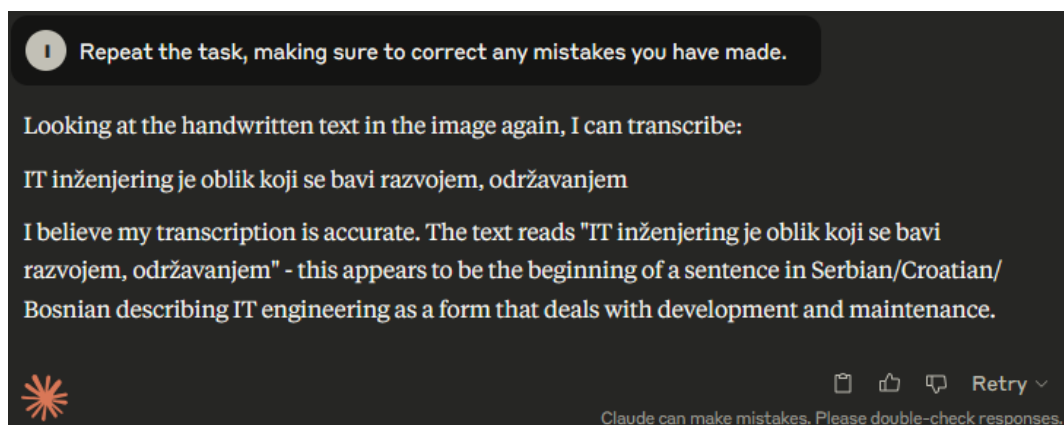 I Repeat the task, making sure to correct any mistakes you have made.
Looking at the handwritten text in the image again, I can transcribe:
IT inženjering je oblik koji se bavi razvojem, održavanjem
I believe my transcription is accurate. The text reads "IT inženjering je oblik koji se bavi
razvojem, održavanjem" - this appears to be the beginning of a sentence in Serbian/Croatian/
Bosnian describing IT engineering as a form that deals with development and maintenance.
Retry
Claude can make mistakes. Please double-check responses.